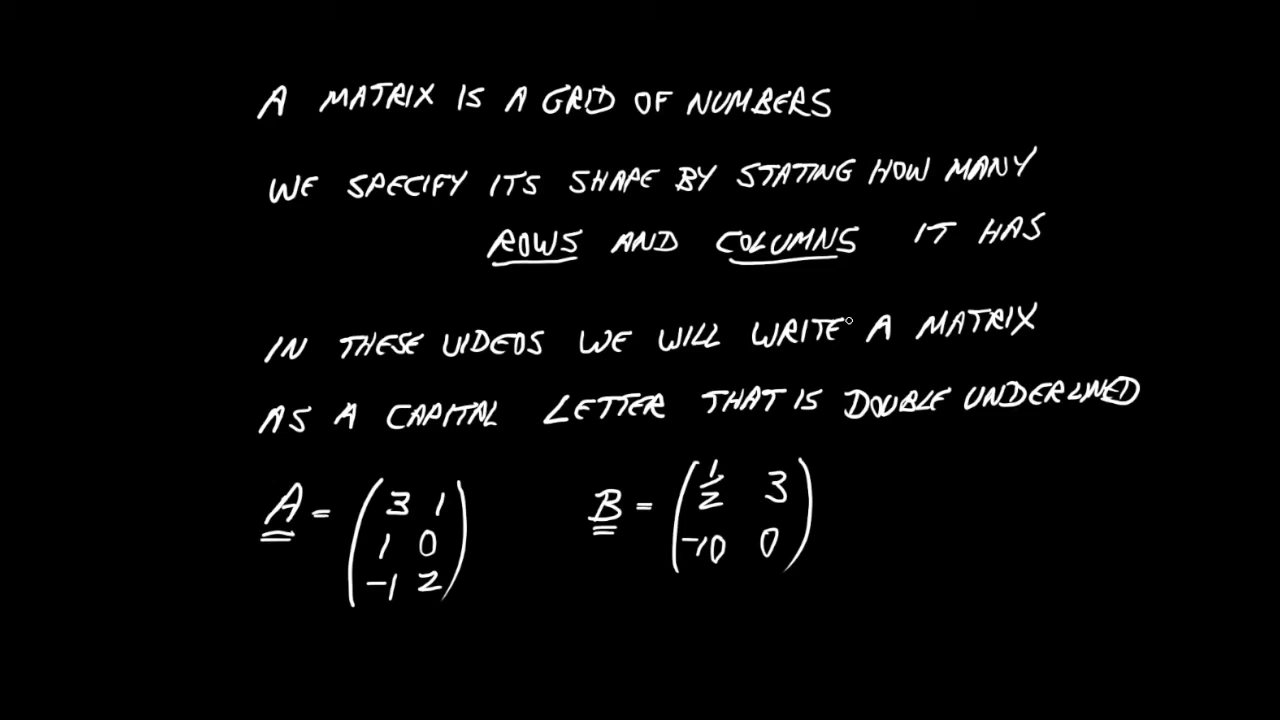 A MATRIX IS A GRID OF NUMBERS
WE SPECIFY ITS SHAPE BY STATING HOW MANY
ROWS AND COLUMNS IT HAS
IN THESE VIDEOS WE WILL WRITE A MATRIX
AS A CAPITAL LETTER THAT IS DOUBLE UNDERLINED
A = (3 1
1 0
-1 2)
B = (1/2 3
-10 0)